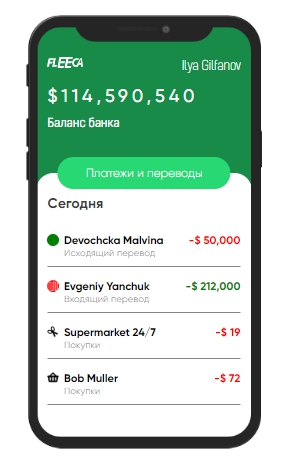 FLEECA
Ilya Gilfanov
$114,590,540
Баланс банка
Платежи и переводы
Сегодня
Devochcka Malvina -$ 50,000
Исходящий перевод
Evgeniy Yanchuk -$ 212,000
Входящий перевод
Supermarket 24/7 -$ 19
Покупки
Bob Muller -$ 72
Покупки